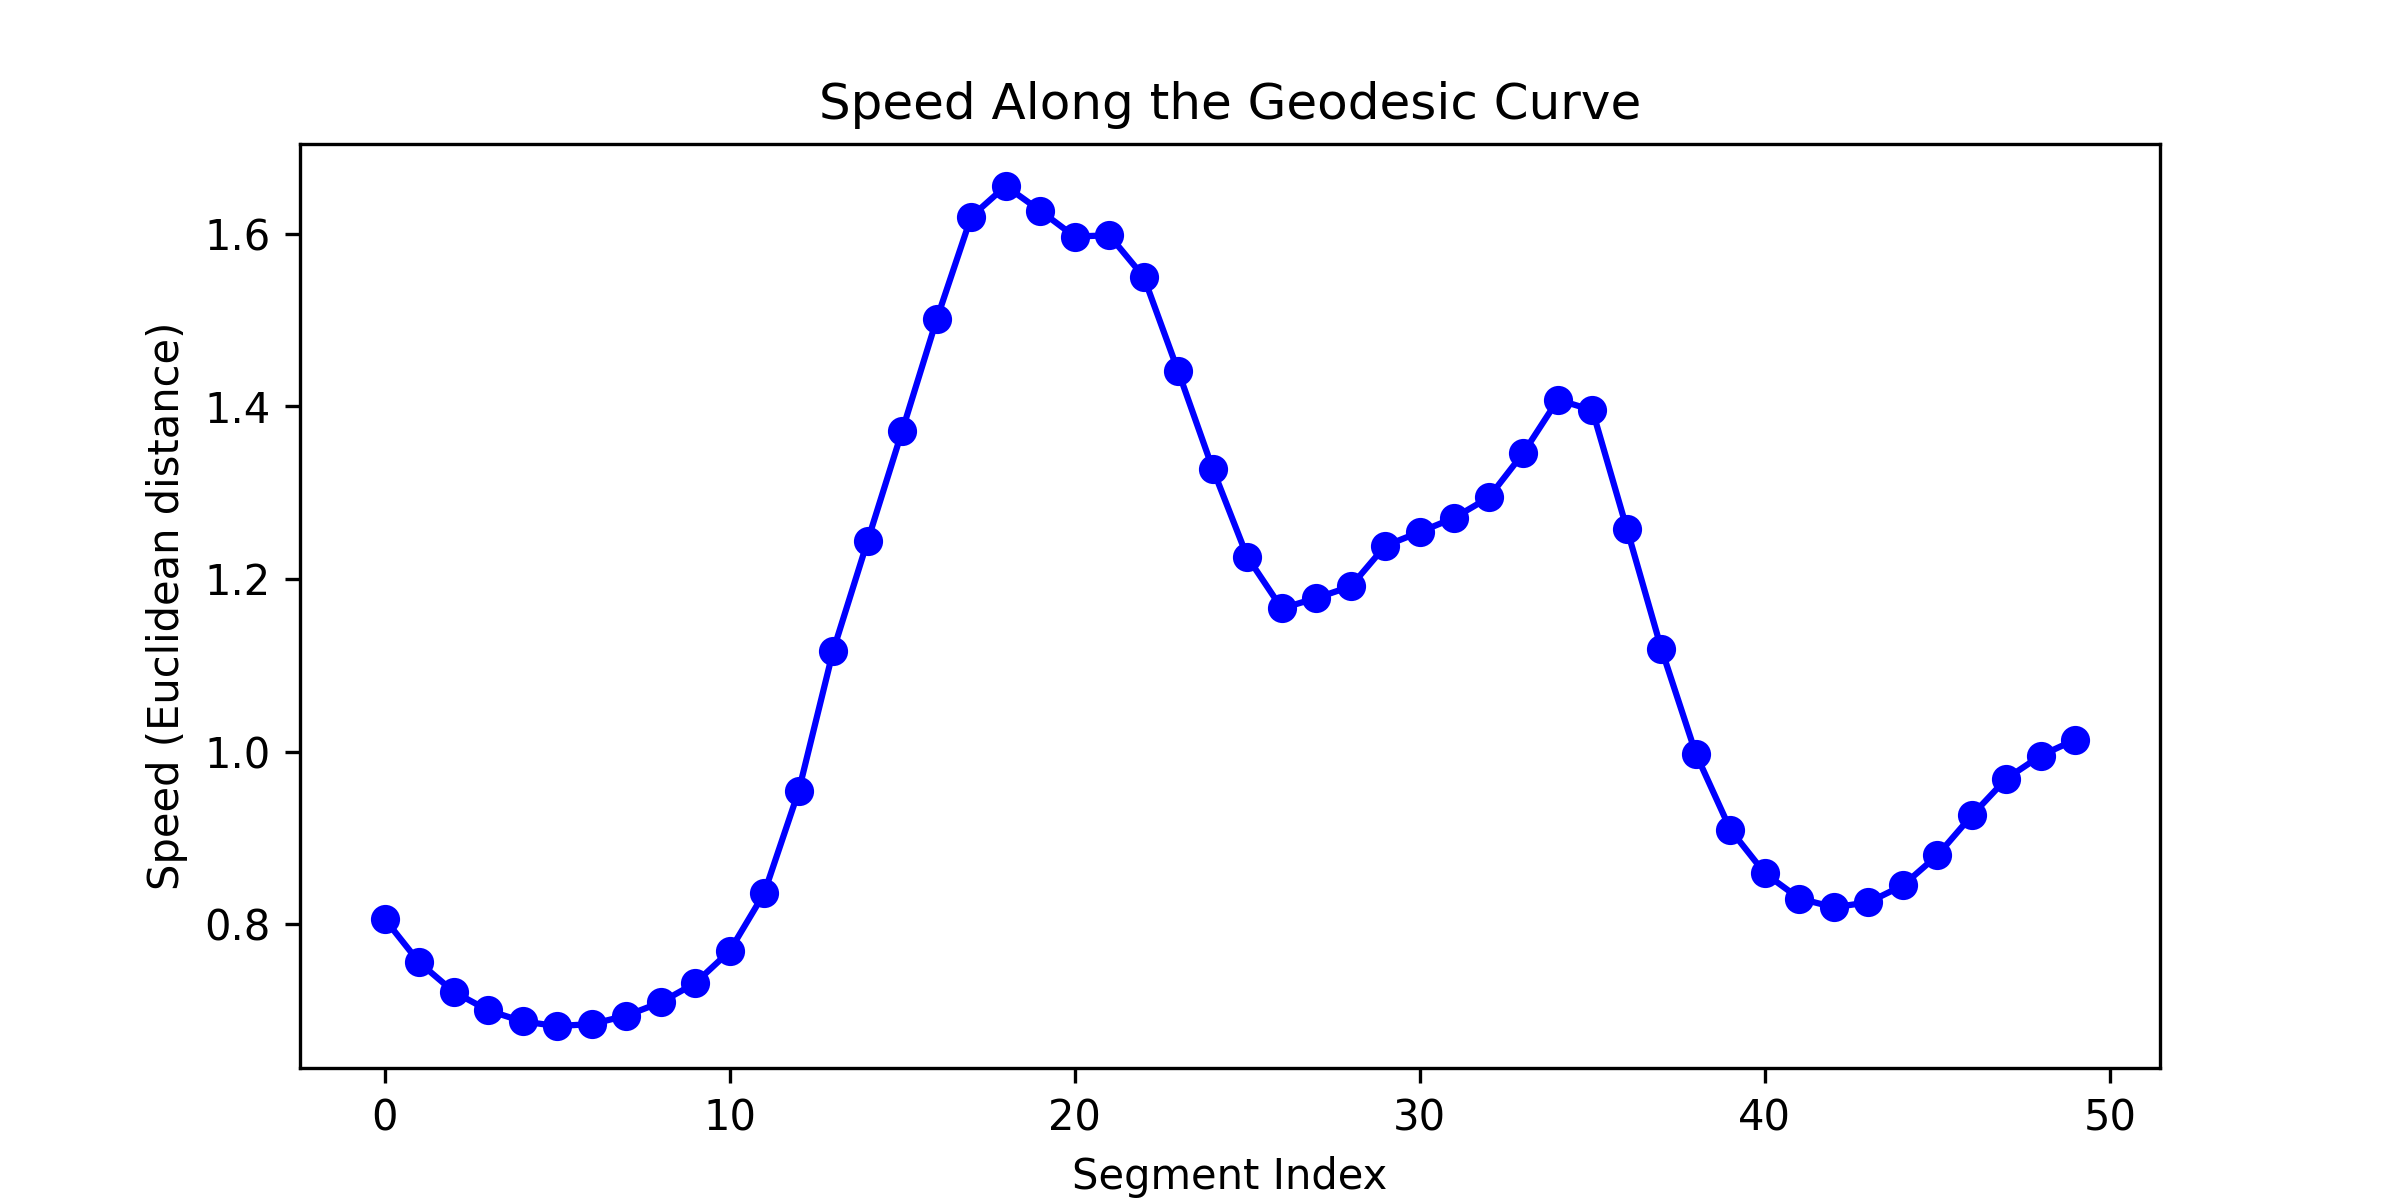 Speed Along the Geodesic Curve
Speed (Euclidean distance)
1.6
1.4
1.2
1.0
0.8
0 10 20 30 40 50
Segment Index